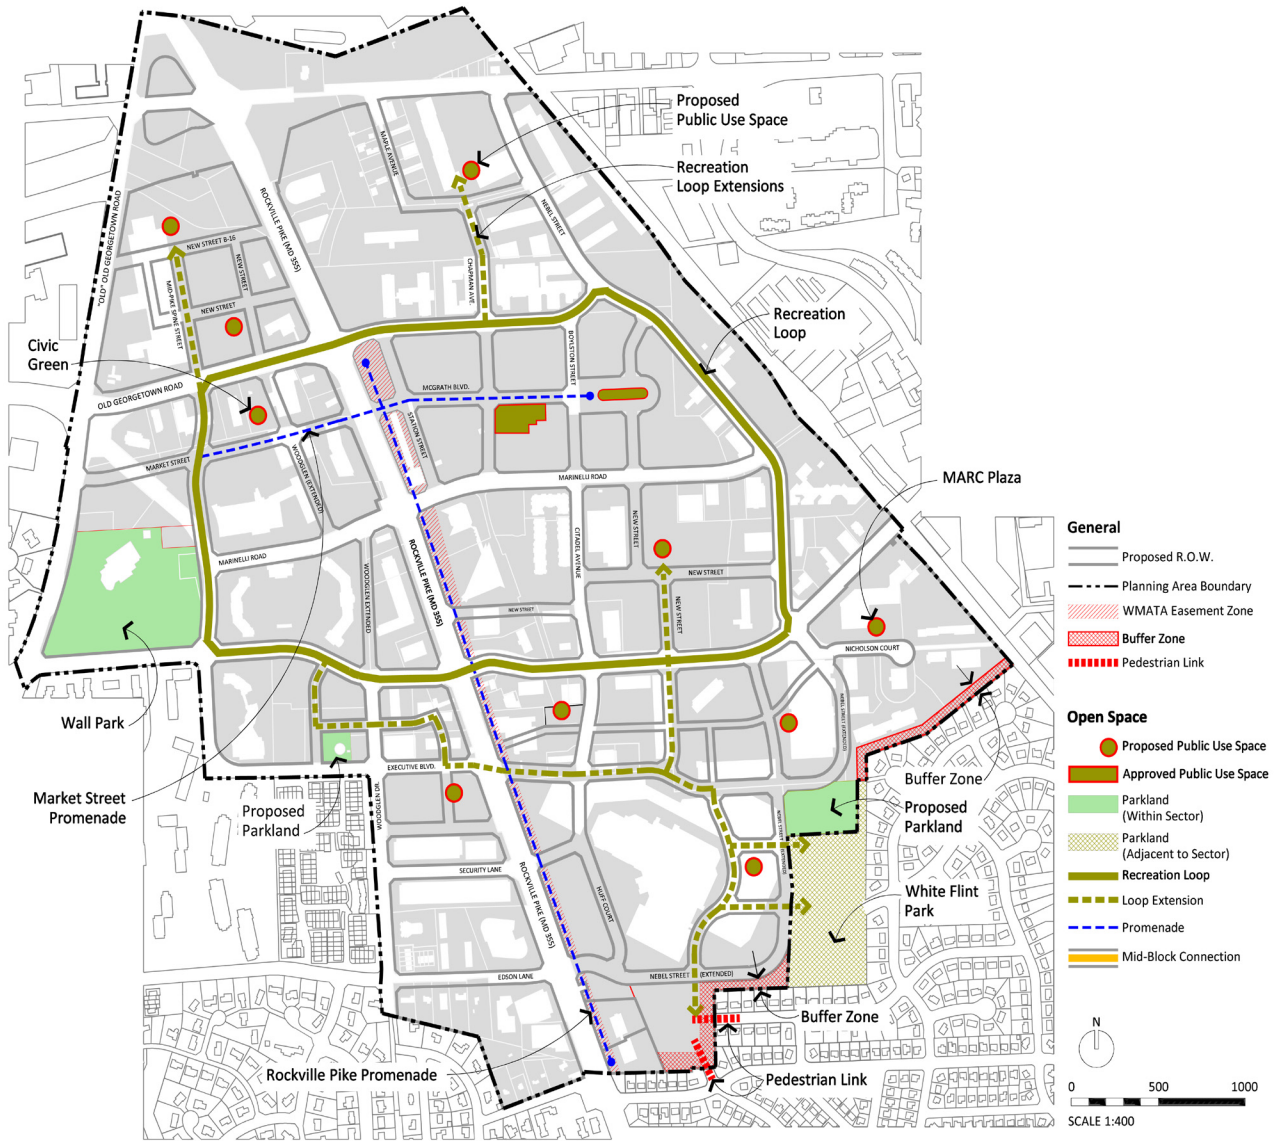 Proposed
Public Use Space
Recreation
Loop Extensions
MAPLE AVENUE
ROCKVILLE PIKE (MD 355)
"OLD" OLD GEORGETOWN ROAD
NEBEL STREET
NEW STREET B-16
NEW STREET
NEW STREET
MID-PIKE SPINE STREET
CHAPMAN AVE.
Recreation
Loop
Civic
Green
BOYLSTON STREET
OLD GEORGETOWN ROAD
MCGRATH BLVD.
STATION STREET
MARKET STREET
WOODGLEN (EXTENDED)
MARINELLI ROAD
MARC Plaza
MARINELLI ROAD
ROCKVILLE PIKE (MD 355)
WOODGLEN EXTENDED
CITADEL AVENUE
NEW STREET
NEW STREET
NEW STREET
NEW STREET
NICHOLSON COURT
Wall Park
NEBEL STREET (EXTENDED)
Buffer Zone
EXECUTIVE BLVD.
WOODGLEN DR.
Market Street
Promenade
Proposed
Parkland
Proposed
Parkland
NEBEL STREET (EXTENDED)
SECURITY LANE
ROCKVILLE PIKE (MD 355)
HUFF COURT
White Flint
Park
EDSON LANE
NEBEL STREET (EXTENDED)
Buffer Zone
Rockville Pike Promenade
Pedestrian Link
General
Proposed R.O.W.
Planning Area Boundary
WMATA Easement Zone
Buffer Zone
Pedestrian Link
Open Space
Proposed Public Use Space
Approved Public Use Space
Parkland
(Within Sector)
Parkland
(Adjacent to Sector)
Recreation Loop
Loop Extension
Promenade
Mid-Block Connection
N
0 500 1000
SCALE 1:400